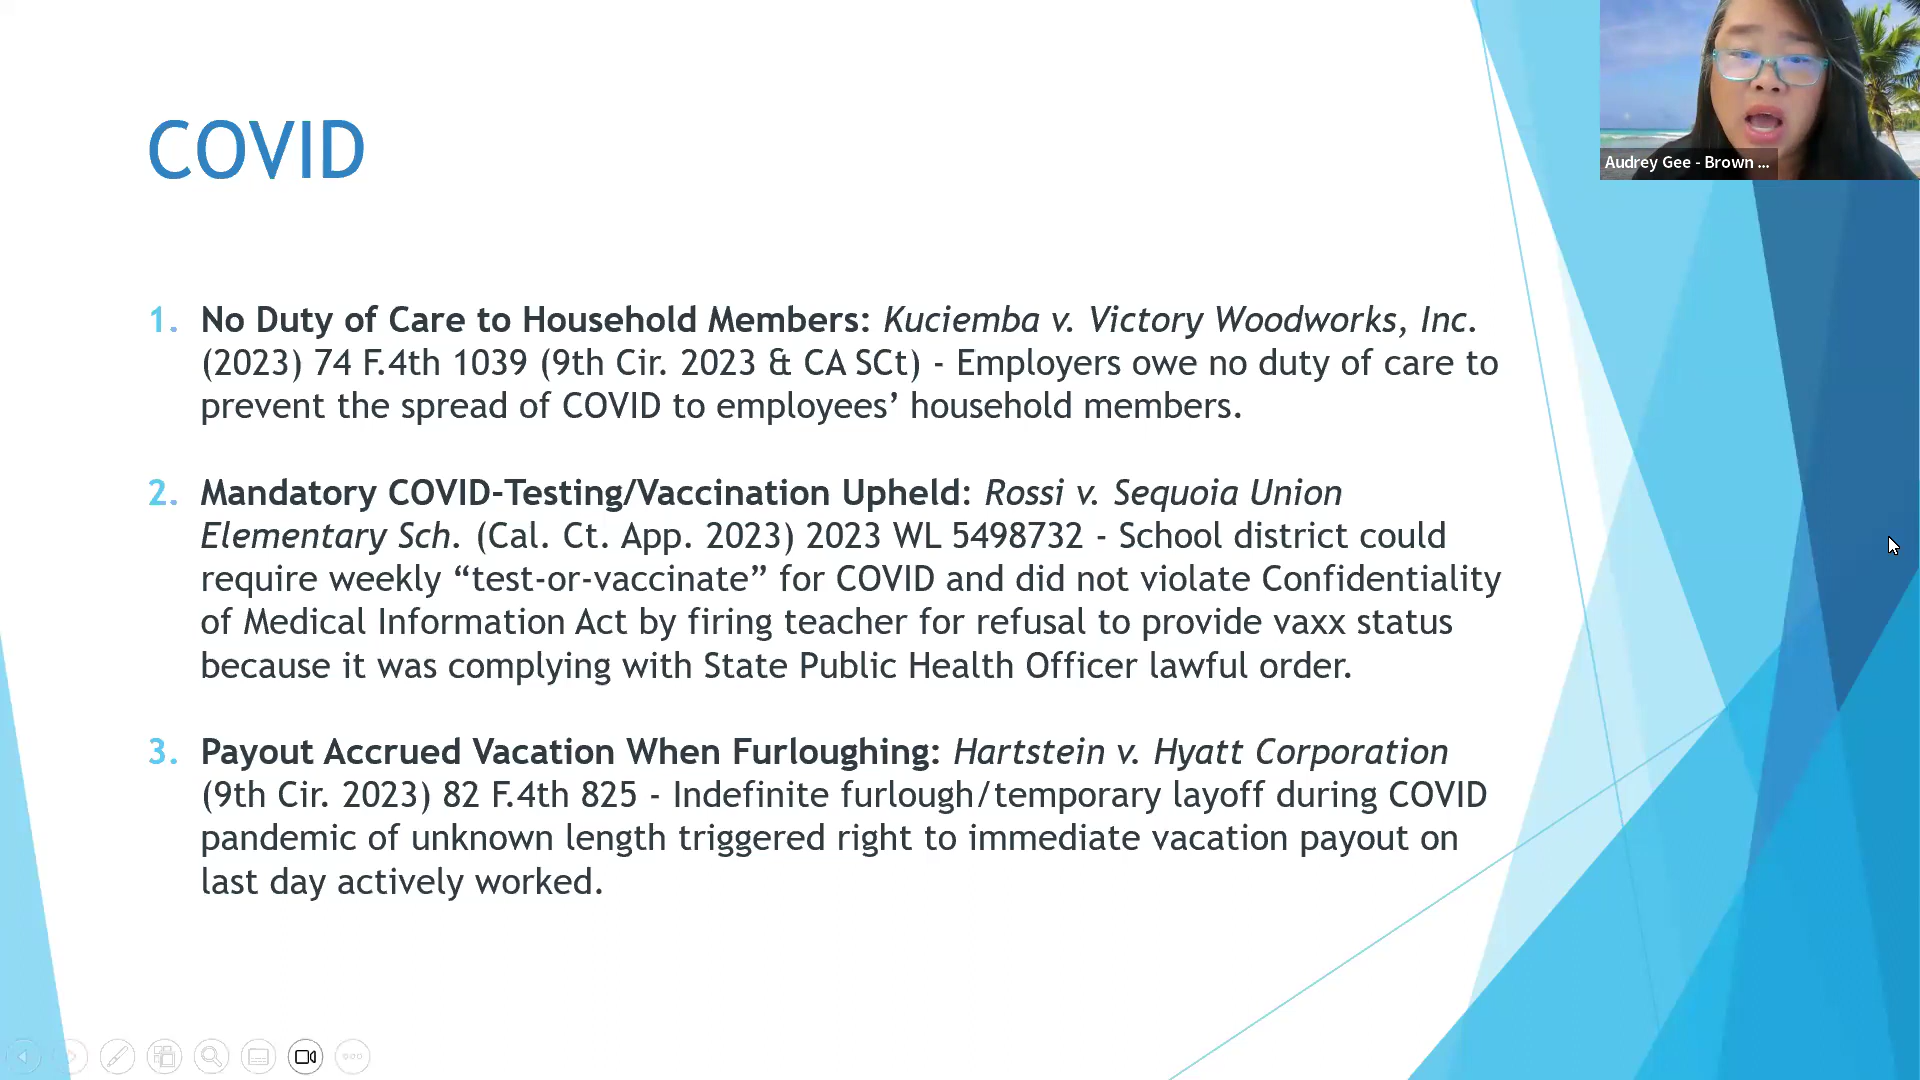 COVID
Audrey Gee - Brown ...
1. No Duty of Care to Household Members: Kuciemba v. Victory Woodworks, Inc.
(2023) 74 F.4th 1039 (9th Cir. 2023 & CA SCt) - Employers owe no duty of care to
prevent the spread of COVID to employees’ household members.
2. Mandatory COVID-Testing/Vaccination Upheld: Rossi v. Sequoia Union
Elementary Sch. (Cal. Ct. App. 2023) 2023 WL 5498732 - School district could
require weekly “test-or-vaccinate” for COVID and did not violate Confidentiality
of Medical Information Act by firing teacher for refusal to provide vaxx status
because it was complying with State Public Health Officer lawful order.
3. Payout Accrued Vacation When Furloughing: Hartstein v. Hyatt Corporation
(9th Cir. 2023) 82 F.4th 825 - Indefinite furlough/temporary layoff during COVID
pandemic of unknown length triggered right to immediate vacation payout on
last day actively worked.